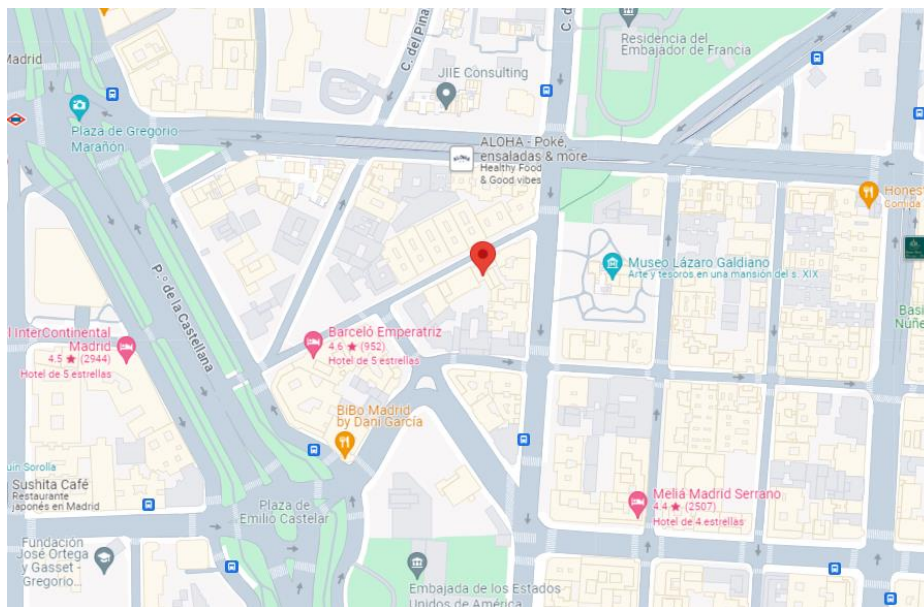 Madrid
Plaza de Gregorio
Marañón
C. del Pina
JIIE Consulting
C. d
Residencia del
Embajador de Francia
ALOHA - Poké,
ensaladas & more
Healthy Food
& Good vibes
Hones
Comida
Museo Lázaro Galdiano
Arte y tesoros en una mansión del s. XIX
Basí
Núñe
P.º de la Castellana
l InterContinental
Madrid
4.5 ★ (2944)
Hotel de 5 estrellas
Barceló Emperatriz
4.6 ★ (952)
Hotel de 5 estrellas
BiBo Madrid
by Dani García
uín Sorolla
Sushita Café
Restaurante
japonés en Madrid
Plaza de
Emilio Castelar
Meliá Madrid Serrano
4.4 ★ (2507)
Hotel de 4 estrellas
Fundación
José Ortega
y Gasset -
Gregorio...
Embajada de los Estados
Unidos de América